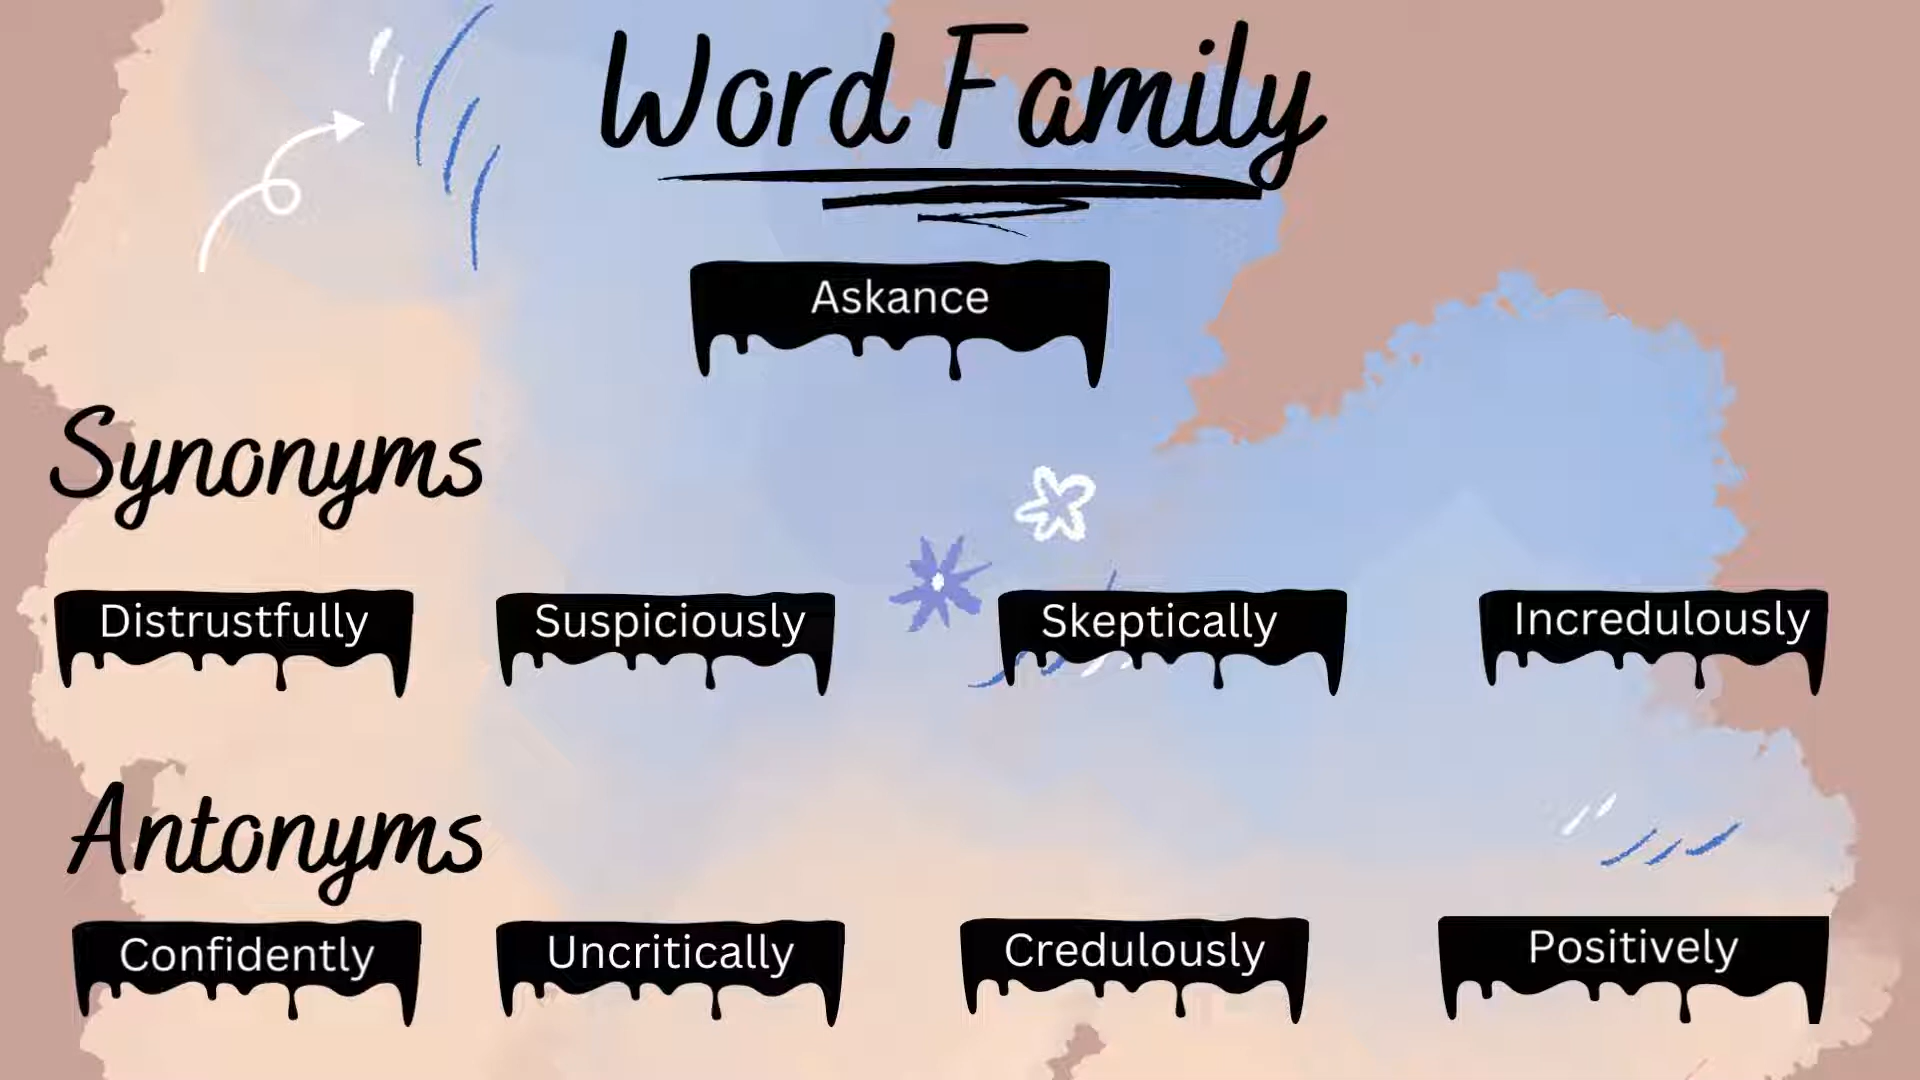 Word Family
Askance
Synonyms
Distrustfully
Suspiciously
Skeptically
Incredulously
Antonyms
Confidently
Uncritically
Credulously
Positively